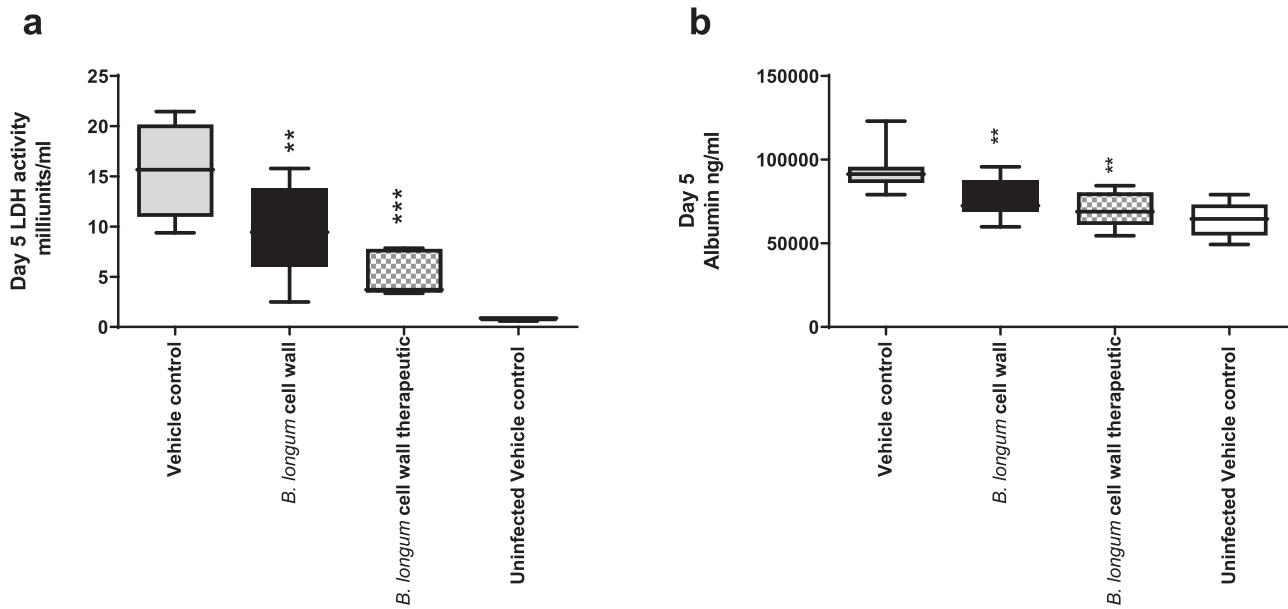 a
25
20
15
10
5
0
Day 5 LDH activity
milliunits/ml
**
***
Vehicle control
B. longum cell wall
B. longum cell wall therapeutic
Uninfected Vehicle control
b
150000
100000
50000
0
Day 5
Albumin ng/ml
**
**
Vehicle control
B. longum cell wall
B. longum cell wall therapeutic
Uninfected Vehicle control